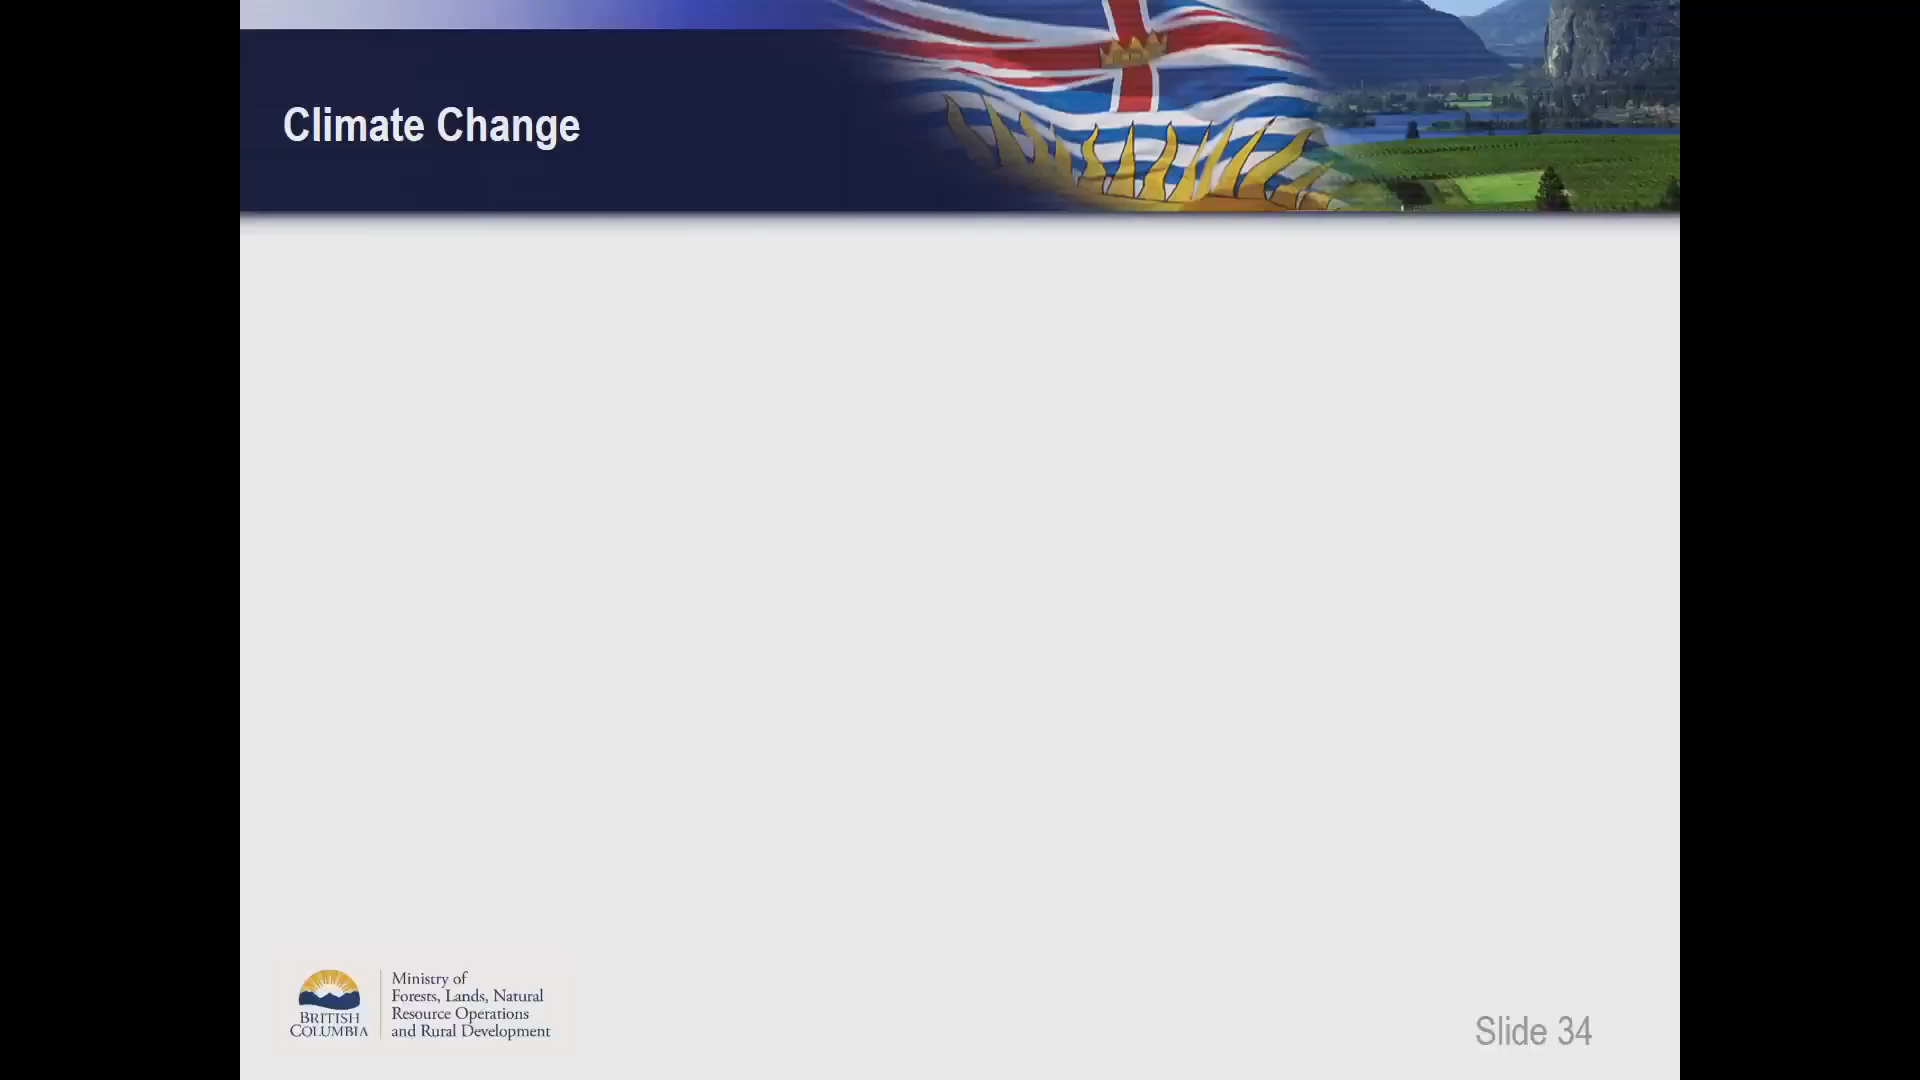 Climate Change
BRITISH
COLUMBIA
Ministry of
Forests, Lands, Natural
Resource Operations
and Rural Development
Slide 34